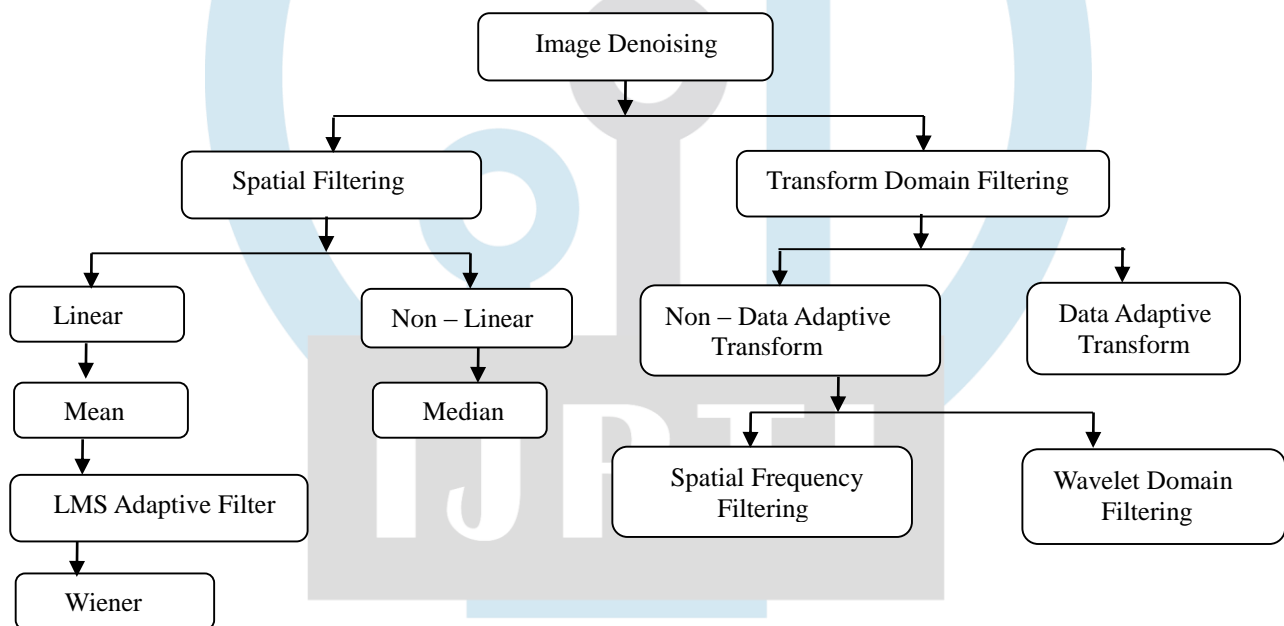 Image Denoising
Spatial Filtering
Transform Domain Filtering
Linear
Non – Linear
Non – Data Adaptive
Transform
Data Adaptive
Transform
Mean
Median
Spatial Frequency
Filtering
Wavelet Domain
Filtering
LMS Adaptive Filter
Wiener